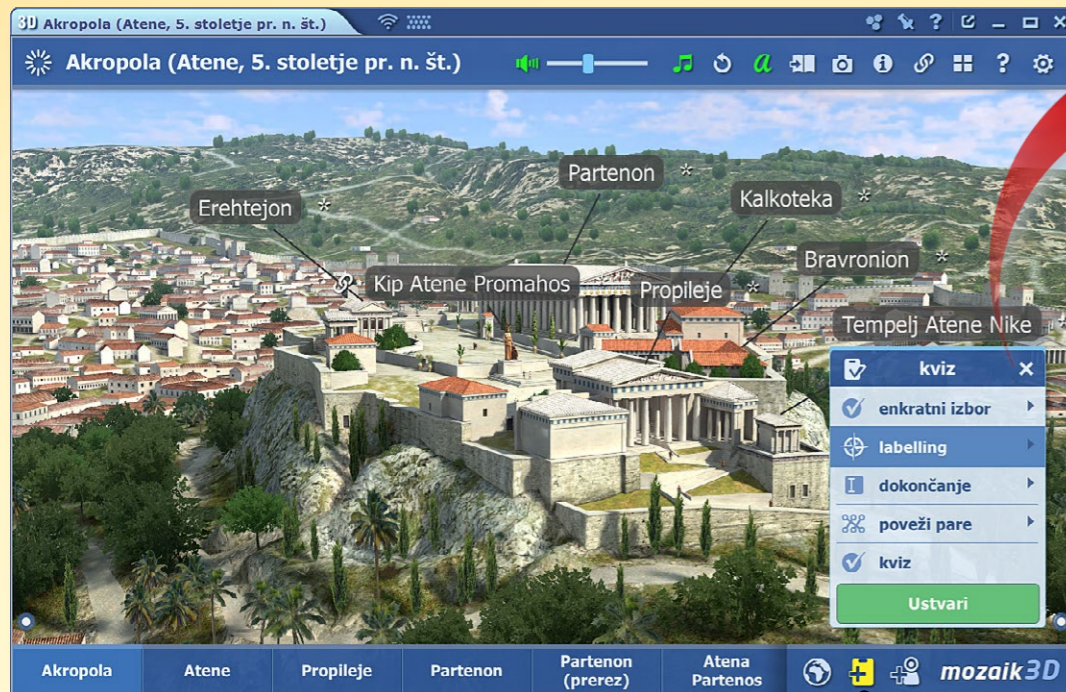 3D Akropola (Atene, 5. stoletje pr. n. št.)
Akropola (Atene, 5. stoletje pr. n. št.)
Partenon
Kalkoteka
Erehtejon
Bravronion
Kip Atene Promahos
Propileje
Tempelj Atene Nike
kviz
enkratni izbor
labelling
dokončanje
poveži pare
kviz
Ustvari
Akropola
Atene
Propileje
Partenon
Partenon
(prerez)
Atena
Partenos
mozaik3D